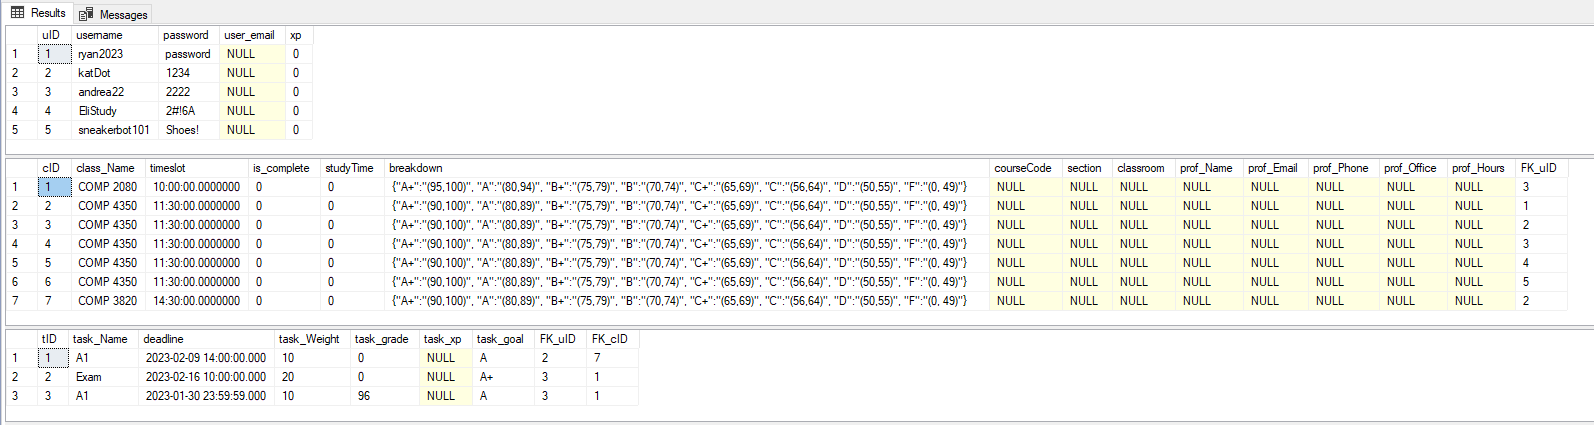 Results Messages
uID username password user_email xp
1 1 ryan2023 password NULL 0
2 2 katDot 1234 NULL 0
3 3 andrea22 2222 NULL 0
4 4 EliStudy 2#!6A NULL 0
5 5 sneakerbot101 Shoes! NULL 0
cID class_Name timeslot is_complete studyTime breakdown courseCode section classroom prof_Name prof_Email prof_Phone prof_Office prof_Hours FK_uID
1 1 COMP 2080 10:00:00.0000000 0 0 {"A+":"(95,100)", "A":"(80,94)", "B+":"(75,79)", "B":"(70,74)", "C+":"(65,69)", "C":"(56,64)", "D":"(50,55)", "F":"(0, 49)"} NULL NULL NULL NULL NULL NULL NULL NULL 3
2 2 COMP 4350 11:30:00.0000000 0 0 {"A+":"(90,100)", "A":"(80,89)", "B+":"(75,79)", "B":"(70,74)", "C+":"(65,69)", "C":"(56,64)", "D":"(50,55)", "F":"(0, 49)"} NULL NULL NULL NULL NULL NULL NULL NULL 1
3 3 COMP 4350 11:30:00.0000000 0 0 {"A+":"(90,100)", "A":"(80,89)", "B+":"(75,79)", "B":"(70,74)", "C+":"(65,69)", "C":"(56,64)", "D":"(50,55)", "F":"(0, 49)"} NULL NULL NULL NULL NULL NULL NULL NULL 2
4 4 COMP 4350 11:30:00.0000000 0 0 {"A+":"(90,100)", "A":"(80,89)", "B+":"(75,79)", "B":"(70,74)", "C+":"(65,69)", "C":"(56,64)", "D":"(50,55)", "F":"(0, 49)"} NULL NULL NULL NULL NULL NULL NULL NULL 3
5 5 COMP 4350 11:30:00.0000000 0 0 {"A+":"(90,100)", "A":"(80,89)", "B+":"(75,79)", "B":"(70,74)", "C+":"(65,69)", "C":"(56,64)", "D":"(50,55)", "F":"(0, 49)"} NULL NULL NULL NULL NULL NULL NULL NULL 4
6 6 COMP 4350 11:30:00.0000000 0 0 {"A+":"(90,100)", "A":"(80,89)", "B+":"(75,79)", "B":"(70,74)", "C+":"(65,69)", "C":"(56,64)", "D":"(50,55)", "F":"(0, 49)"} NULL NULL NULL NULL NULL NULL NULL NULL 5
7 7 COMP 3820 14:30:00.0000000 0 0 {"A+":"(90,100)", "A":"(80,89)", "B+":"(75,79)", "B":"(70,74)", "C+":"(65,69)", "C":"(56,64)", "D":"(50,55)", "F":"(0, 49)"} NULL NULL NULL NULL NULL NULL NULL NULL 2
tID task_Name deadline task_Weight task_grade task_xp task_goal FK_uID FK_cID
1 1 A1 2023-02-09 14:00:00.000 10 0 NULL A 2 7
2 2 Exam 2023-02-16 10:00:00.000 20 0 NULL A+ 3 1
3 3 A1 2023-01-30 23:59:59.000 10 96 NULL A 3 1